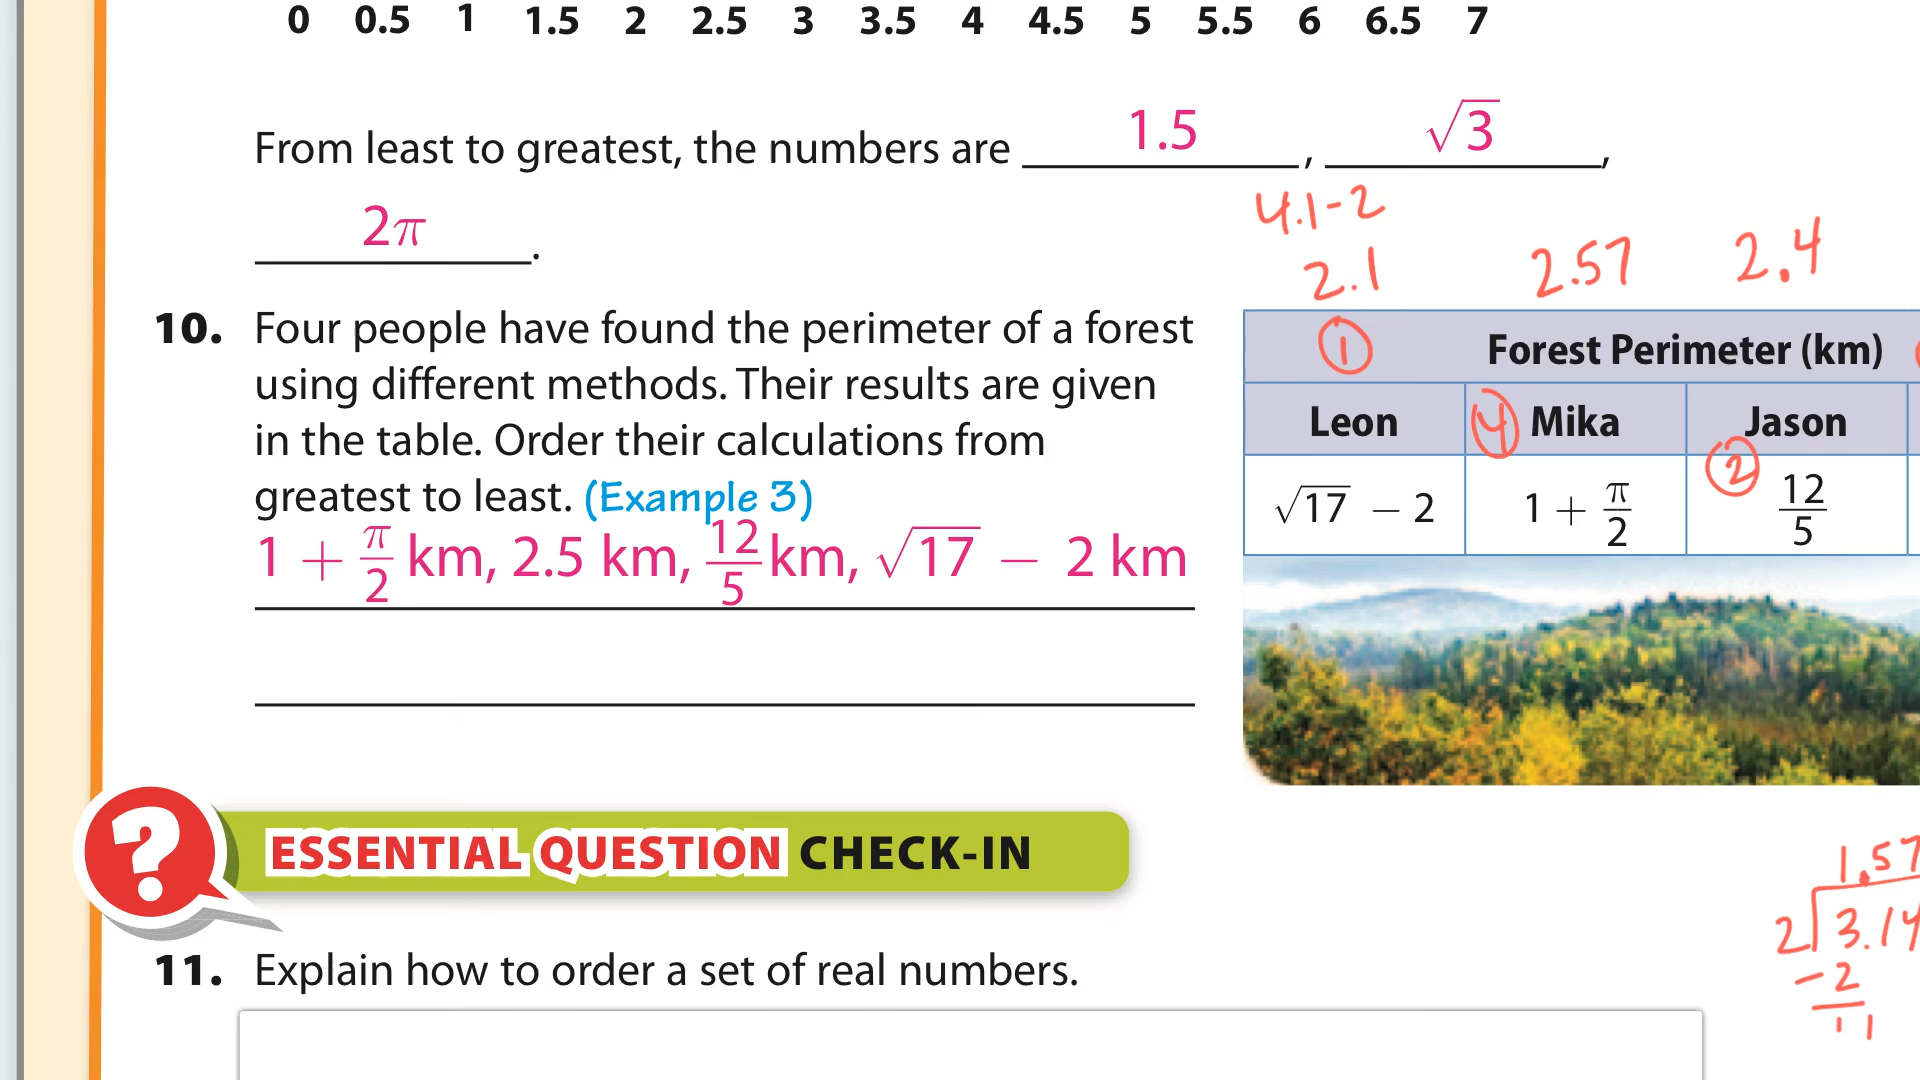 0 0.5 1 1.5 2 2.5 3 3.5 4 4.5 5 5.5 6 6.5 7
From least to greatest, the numbers are 1.5, √3,
2π.
4.1-2
2.1 2.57 2.4
10. Four people have found the perimeter of a forest
using different methods. Their results are given
in the table. Order their calculations from
greatest to least. (Example 3)
1 + π/2 km, 2.5 km, 12/5 km, √17 − 2 km
① Forest Perimeter (km)
Leon ④ Mika Jason
√17 − 2 1 + π/2 ② 12/5
? ESSENTIAL QUESTION CHECK-IN
11. Explain how to order a set of real numbers.
1.57
2 3.14
-2
11